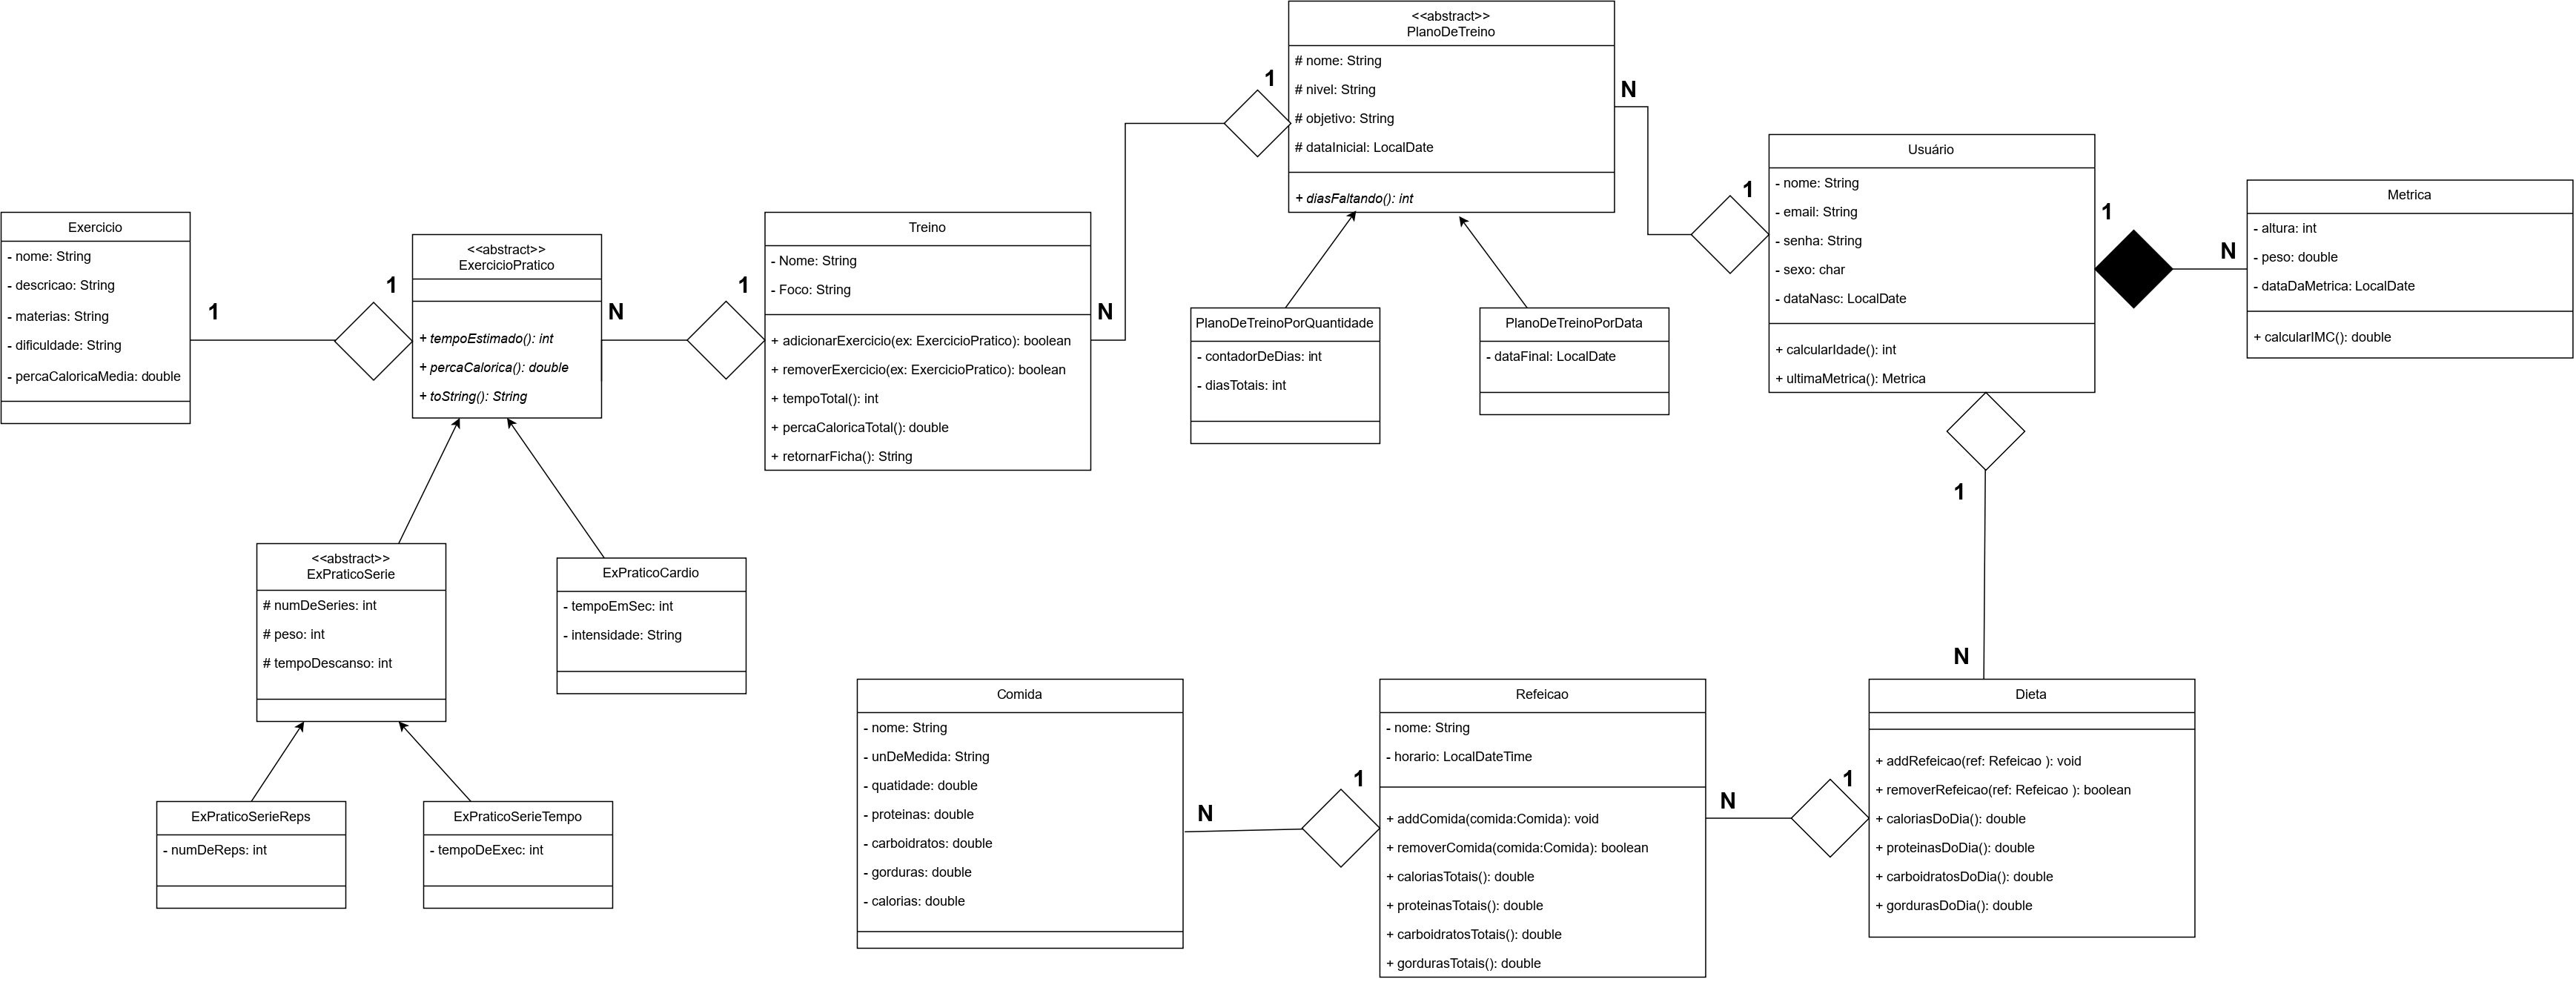 <<abstract>>
PlanoDeTreino
# nome: String
# nivel: String
# objetivo: String
# dataInicial: LocalDate
+ diasFaltando(): int
1
N
Usuário
- nome: String
- email: String
- senha: String
- sexo: char
- dataNasc: LocalDate
+ calcularIdade(): int
+ ultimaMetrica(): Metrica
1
1
N
Metrica
- altura: int
- peso: double
- dataDaMetrica: LocalDate
+ calcularIMC(): double
Exercicio
- nome: String
- descricao: String
- materias: String
- dificuldade: String
- percaCaloricaMedia: double
1
1
<<abstract>>
ExercicioPratico
+ tempoEstimado(): int
+ percaCalorica(): double
+ toString(): String
N
1
Treino
- Nome: String
- Foco: String
+ adicionarExercicio(ex: ExercicioPratico): boolean
+ removerExercicio(ex: ExercicioPratico): boolean
+ tempoTotal(): int
+ percaCaloricaTotal(): double
+ retornarFicha(): String
N
PlanoDeTreinoPorQuantidade
- contadorDeDias: int
- diasTotais: int
PlanoDeTreinoPorData
- dataFinal: LocalDate
1
N
<<abstract>>
ExPraticoSerie
# numDeSeries: int
# peso: int
# tempoDescanso: int
ExPraticoCardio
- tempoEmSec: int
- intensidade: String
ExPraticoSerieReps
- numDeReps: int
ExPraticoSerieTempo
- tempoDeExec: int
Comida
- nome: String
- unDeMedida: String
- quatidade: double
- proteinas: double
- carboidratos: double
- gorduras: double
- calorias: double
N
1
Refeicao
- nome: String
- horario: LocalDateTime
+ addComida(comida:Comida): void
+ removerComida(comida:Comida): boolean
+ caloriasTotais(): double
+ proteinasTotais(): double
+ carboidratosTotais(): double
+ gordurasTotais(): double
N
1
Dieta
+ addRefeicao(ref: Refeicao ): void
+ removerRefeicao(ref: Refeicao ): boolean
+ caloriasDoDia(): double
+ proteinasDoDia(): double
+ carboidratosDoDia(): double
+ gordurasDoDia(): double